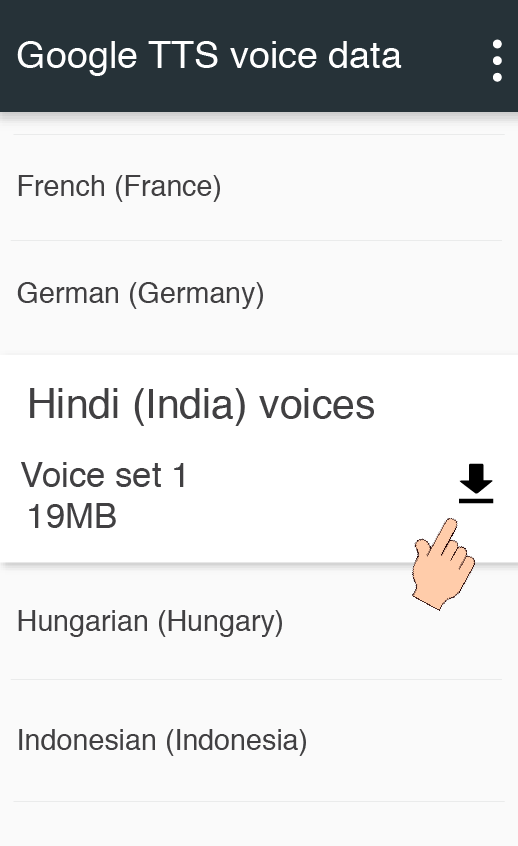 Google TTS voice data
French (France)
German (Germany)
Hindi (India) voices
Voice set 1
19MB
Hungarian (Hungary)
Indonesian (Indonesia)